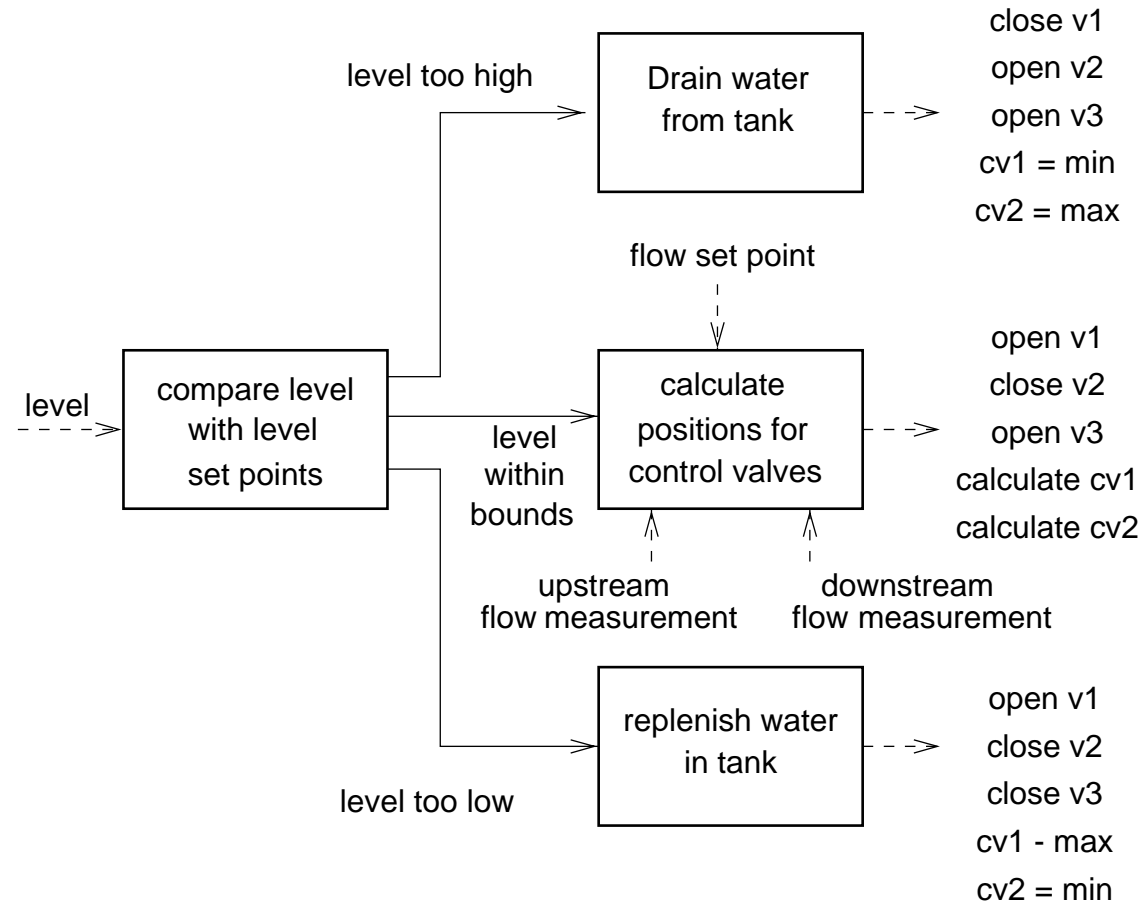 close v1
open v2
open v3
cv1 = min
cv2 = max
level too high
Drain water
from tank
flow set point
level
compare level
with level
set points
level
within
bounds
calculate
positions for
control valves
open v1
close v2
open v3
calculate cv1
calculate cv2
upstream
flow measurement
downstream
flow measurement
level too low
replenish water
in tank
open v1
close v2
close v3
cv1 - max
cv2 = min